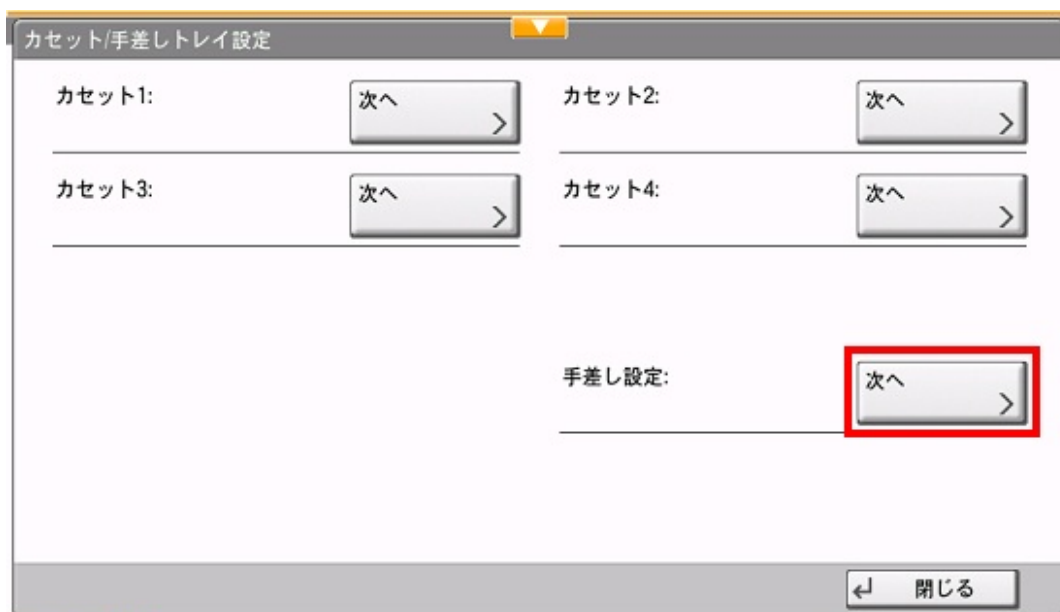 カセット/手差しトレイ設定
カセット1: 次へ カセット2: 次へ
カセット3: 次へ カセット4: 次へ
手差し設定: 次へ
閉じる